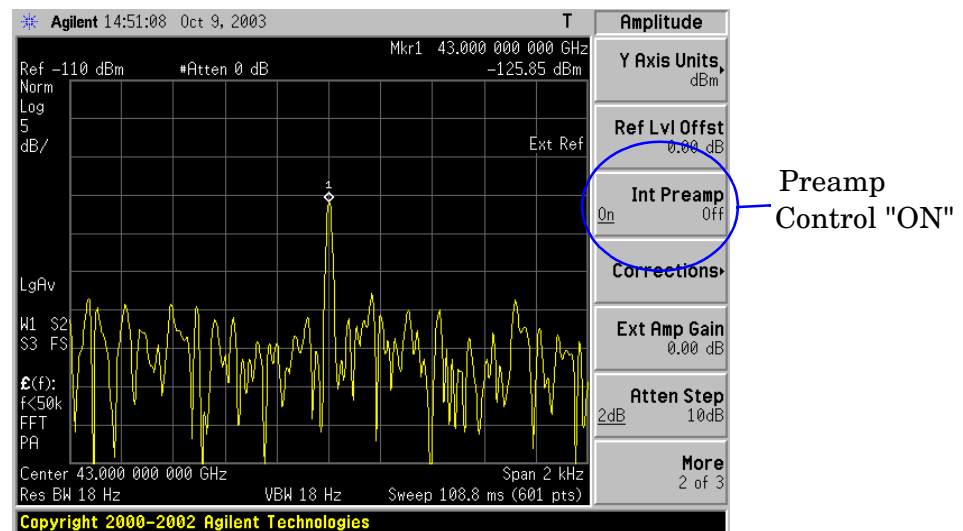 Agilent 14:51:08 Oct 9, 2003 T
Mkr1 43.000 000 000 GHz
Ref -110 dBm #Atten 0 dB -125.85 dBm
Norm
Log
5
dB/
Ext Ref
1
LgAv
W1 S2
S3 FS
£(f):
f<50k
FFT
PA
Center 43.000 000 000 GHz Span 2 kHz
Res BW 18 Hz VBW 18 Hz Sweep 108.8 ms (601 pts)
Copyright 2000-2002 Agilent Technologies
Amplitude
Y Axis Units
dBm
Ref Lvl Offst
0.00 dB
Int Preamp
On Off
Corrections
Ext Amp Gain
0.00 dB
Atten Step
2dB 10dB
More
2 of 3
Preamp
Control "ON"